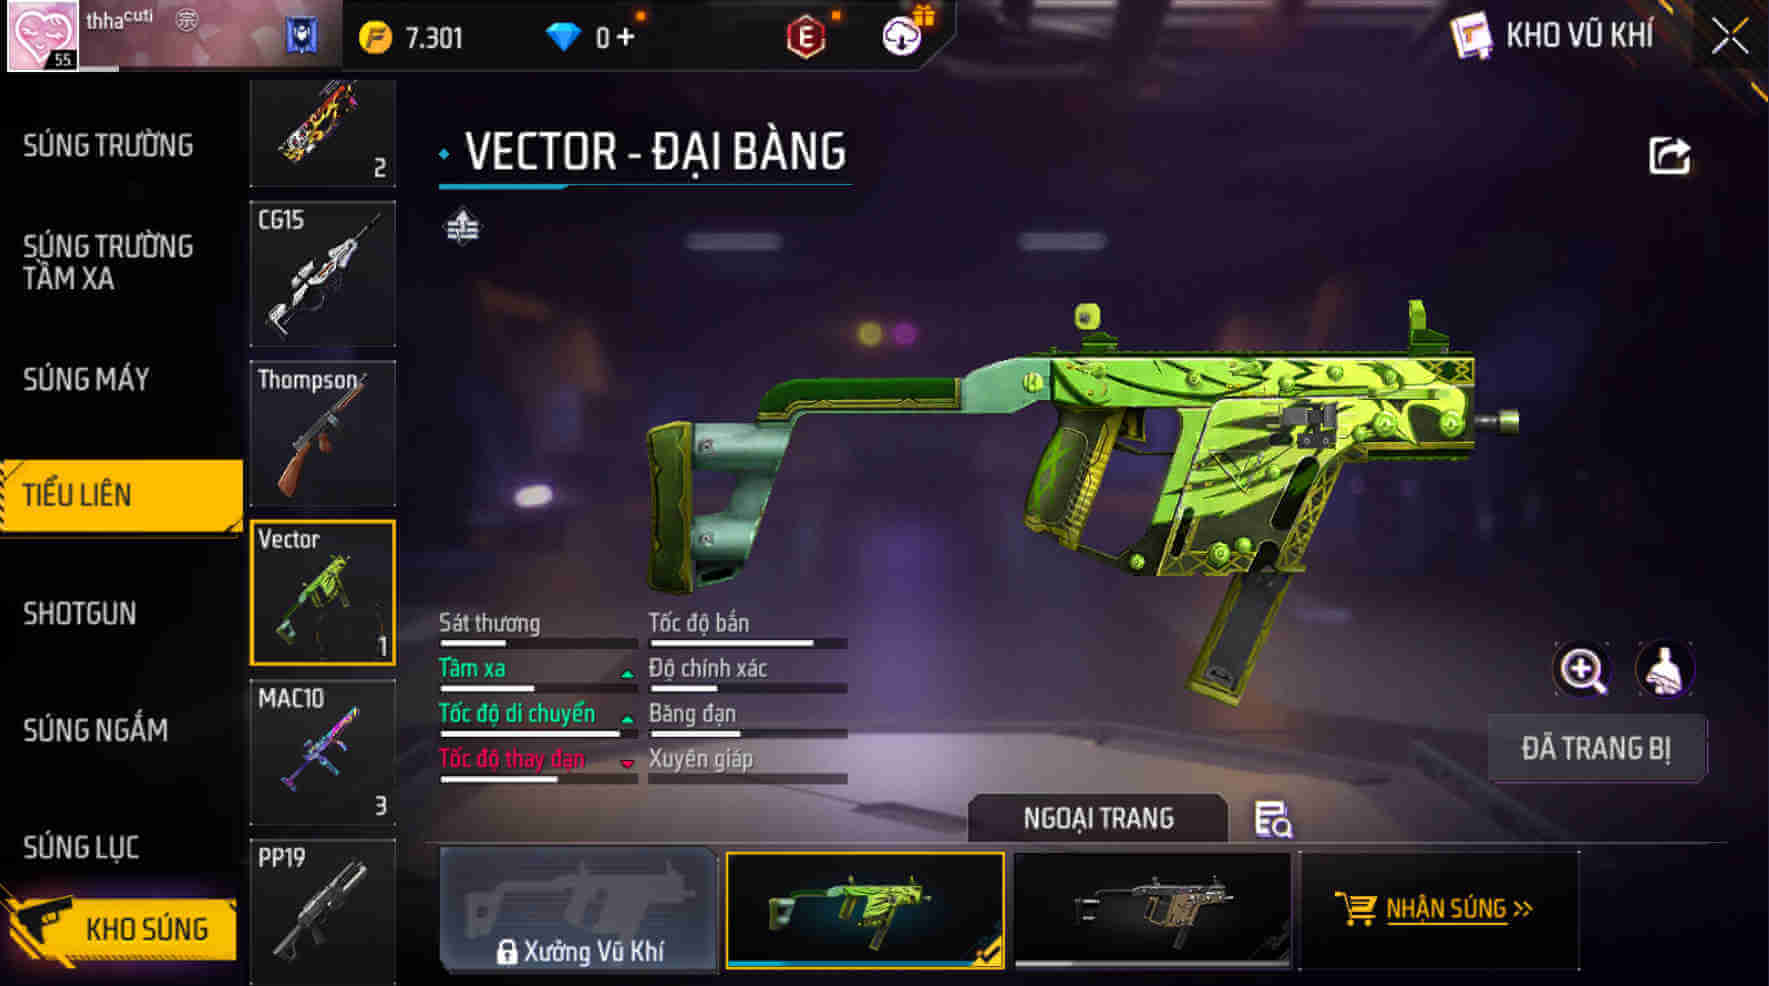 thhacuti 宗
55
7.301
0 +
E
KHO VŨ KHÍ
SÚNG TRƯỜNG
SÚNG TRƯỜNG
TẦM XA
SÚNG MÁY
TIỂU LIÊN
SHOTGUN
SÚNG NGẮM
SÚNG LỤC
KHO SÚNG
2
CG15
Thompson
Vector
1
MAC10
3
PP19
VECTOR - ĐẠI BÀNG
Sát thương
Tốc độ bắn
Tầm xa
Độ chính xác
Tốc độ di chuyển
Băng đạn
Tốc độ thay đạn
Xuyên giáp
ĐÃ TRANG BỊ
NGOẠI TRANG
Xưởng Vũ Khí
NHẬN SÚNG >>